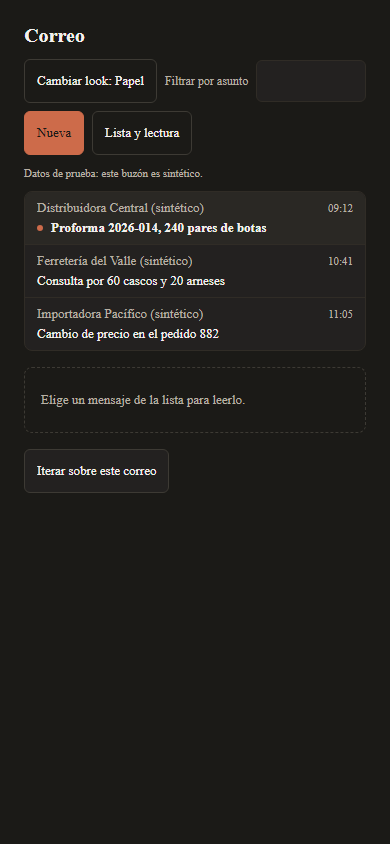 Correo
Cambiar look: Papel
Filtrar por asunto
Nueva
Lista y lectura
Datos de prueba: este buzón es sintético.
Distribuidora Central (sintético)
09:12
Proforma 2026-014, 240 pares de botas
Ferretería del Valle (sintético)
10:41
Consulta por 60 cascos y 20 arneses
Importadora Pacífico (sintético)
11:05
Cambio de precio en el pedido 882
Elige un mensaje de la lista para leerlo.
Iterar sobre este correo